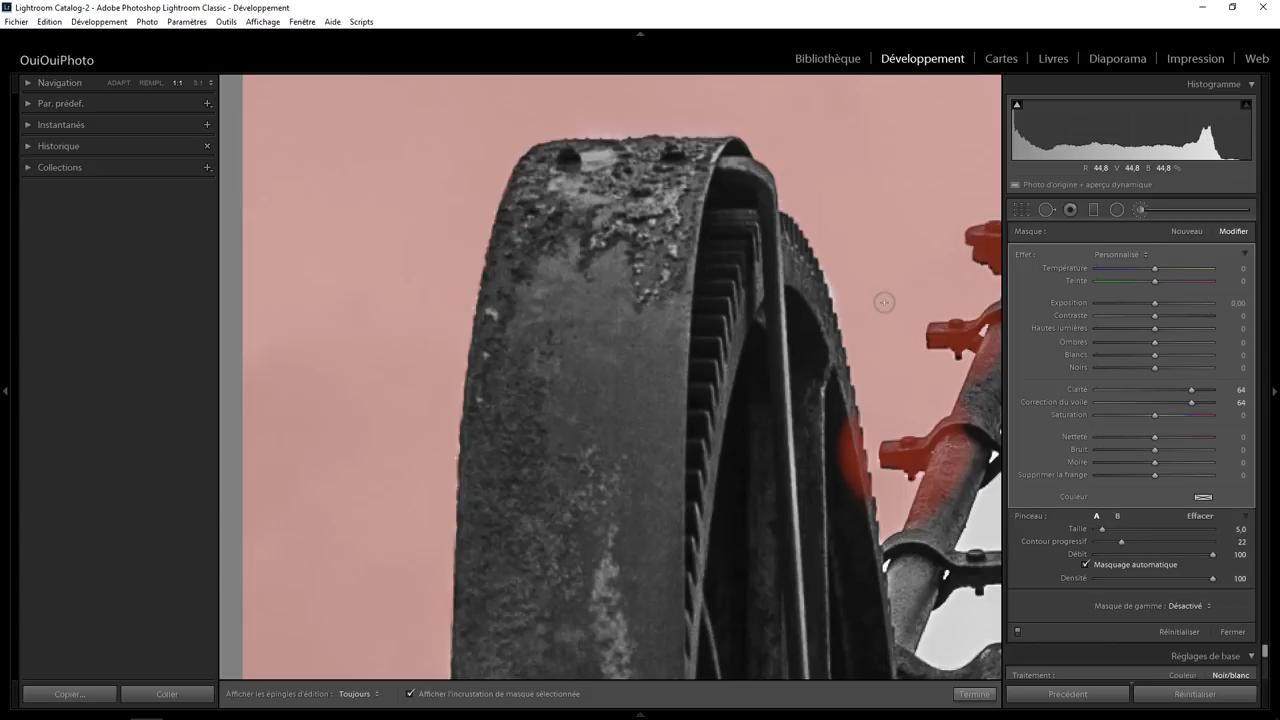 Lightroom Catalog-2 - Adobe Photoshop Lightroom Classic - Développement
Fichier Edition Développement Photo Paramètres Outils Affichage Fenêtre Aide Scripts
OuiOuiPhoto
Bibliothèque Développement Cartes Livres Diaporama Impression Web
Navigation ADAPT. REMPL. 1:1 5:1
Par. prédef.
Instantanés
Historique
Collections
Histogramme
R 44,8 V 44,8 B 44,8 %
Photo d'origine + aperçu dynamique
Masque : Nouveau Modifier
Effet : Personnalisé
Température 0
Teinte 0
Exposition 0,00
Contraste 0
Hautes lumières 0
Ombres 0
Blancs 0
Noirs 0
Clarté 64
Correction du voile 64
Saturation 0
Netteté 0
Bruit 0
Moiré 0
Supprimer la frange 0
Couleur
Pinceau : A B Effacer
Taille 5,0
Contour progressif 22
Débit 100
Masquage automatique
Densité 100
Masque de gamme : Désactivé
Réinitialiser Fermer
Réglages de base
Traitement : Couleur Noir/blanc
Copier... Coller
Afficher les épingles d'édition : Toujours Afficher l'incrustation de masque sélectionnée Terminé
Précédent Réinitialiser